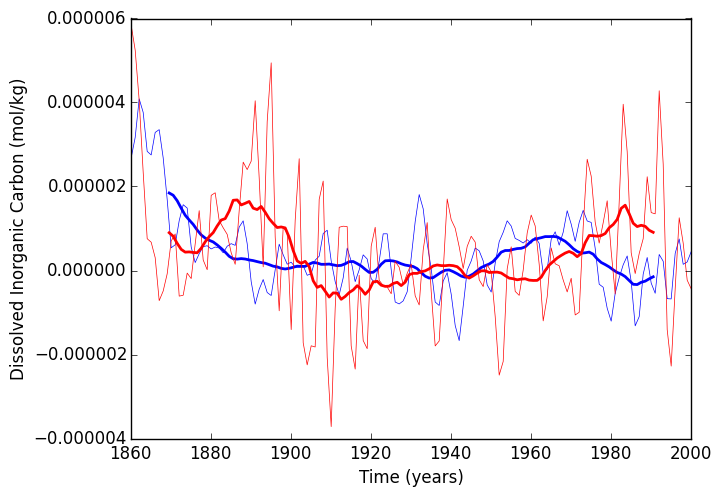 0.000006
0.000004
0.000002
0.000000
−0.000002
−0.000004
1860 1880 1900 1920 1940 1960 1980 2000
Time (years)
Dissolved Inorganic Carbon (mol/kg)